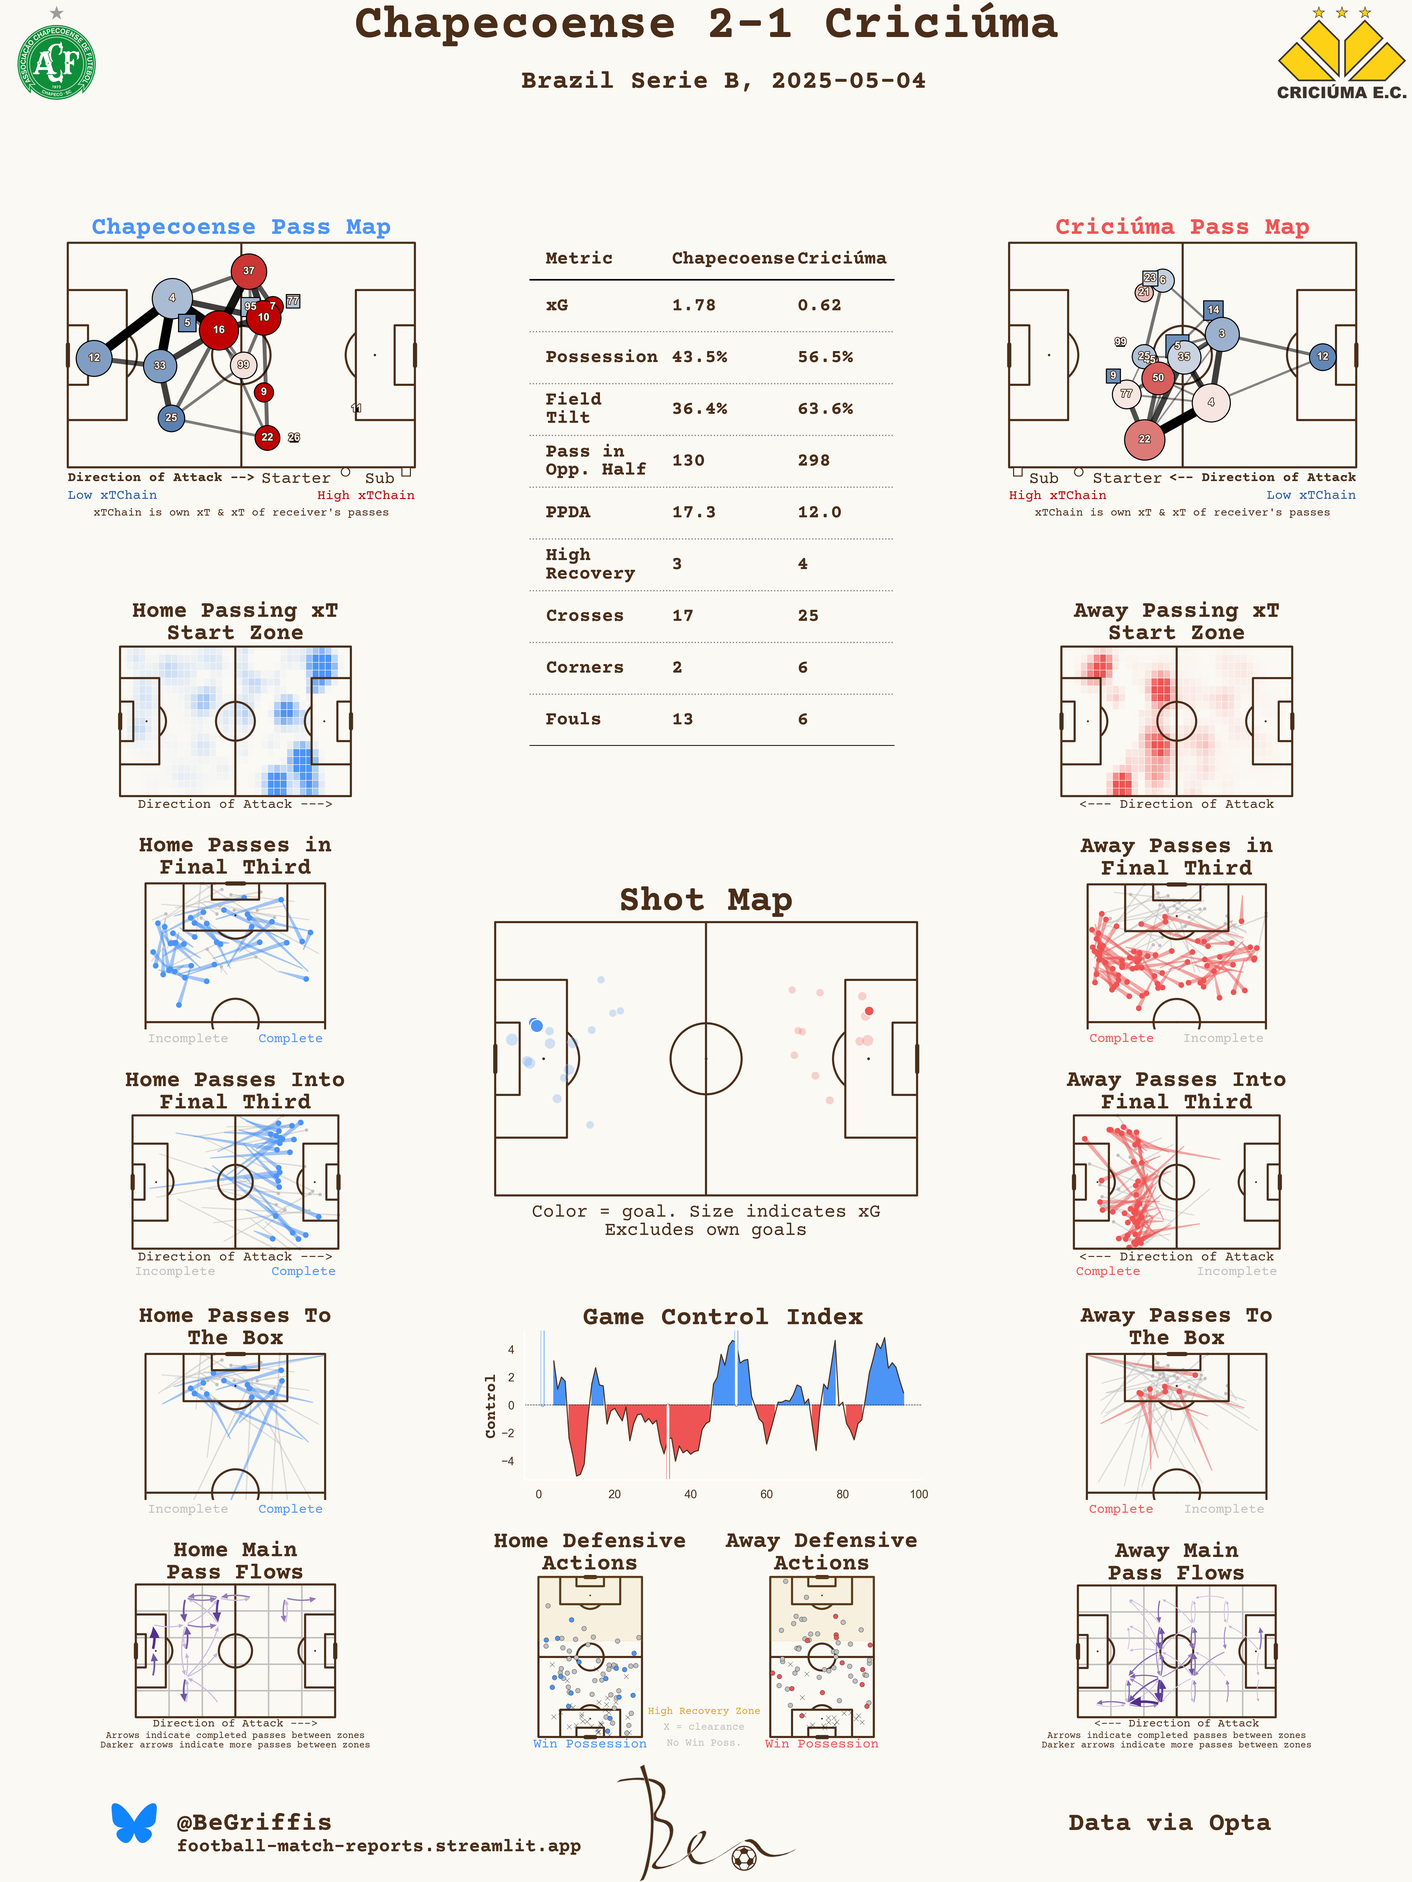 Chapecoense 2-1 Criciúma
Brazil Serie B, 2025-05-04
ASSOCIAÇÃO CHAPECOENSE DE FUTEBOL
ACF
1973
CHAPECÓ - SC
CRICIÚMA E.C.
Chapecoense Pass Map
37
4
95
7
77
5
16
10
12
33
99
9
11
25
22
26
Direction of Attack --> Starter Sub
Low xTChain High xTChain
xTChain is own xT & xT of receiver's passes
Metric Chapecoense Criciúma
xG 1.78 0.62
Possession 43.5% 56.5%
Field
Tilt 36.4% 63.6%
Pass in
Opp. Half 130 298
PPDA 17.3 12.0
High
Recovery 3 4
Crosses 17 25
Corners 2 6
Fouls 13 6
Criciúma Pass Map
23
6
21
14
3
99
5
25
45
35
12
9
50
77
4
22
Sub Starter <-- Direction of Attack
High xTChain Low xTChain
xTChain is own xT & xT of receiver's passes
Home Passing xT
Start Zone
Direction of Attack --->
Away Passing xT
Start Zone
<--- Direction of Attack
Home Passes in
Final Third
Incomplete Complete
Away Passes in
Final Third
Complete Incomplete
Shot Map
Color = goal. Size indicates xG
Excludes own goals
Home Passes Into
Final Third
Direction of Attack --->
Incomplete Complete
Away Passes Into
Final Third
<--- Direction of Attack
Complete Incomplete
Home Passes To
The Box
Incomplete Complete
Game Control Index
Control
4
2
0
−2
−4
0 20 40 60 80 100
Away Passes To
The Box
Complete Incomplete
Home Main
Pass Flows
Direction of Attack --->
Arrows indicate completed passes between zones
Darker arrows indicate more passes between zones
Home Defensive
Actions
Win Possession
Away Defensive
Actions
Win Possession
High Recovery Zone
X = clearance
No Win Poss.
Away Main
Pass Flows
<--- Direction of Attack
Arrows indicate completed passes between zones
Darker arrows indicate more passes between zones
@BeGriffis
football-match-reports.streamlit.app
Ben
Data via Opta